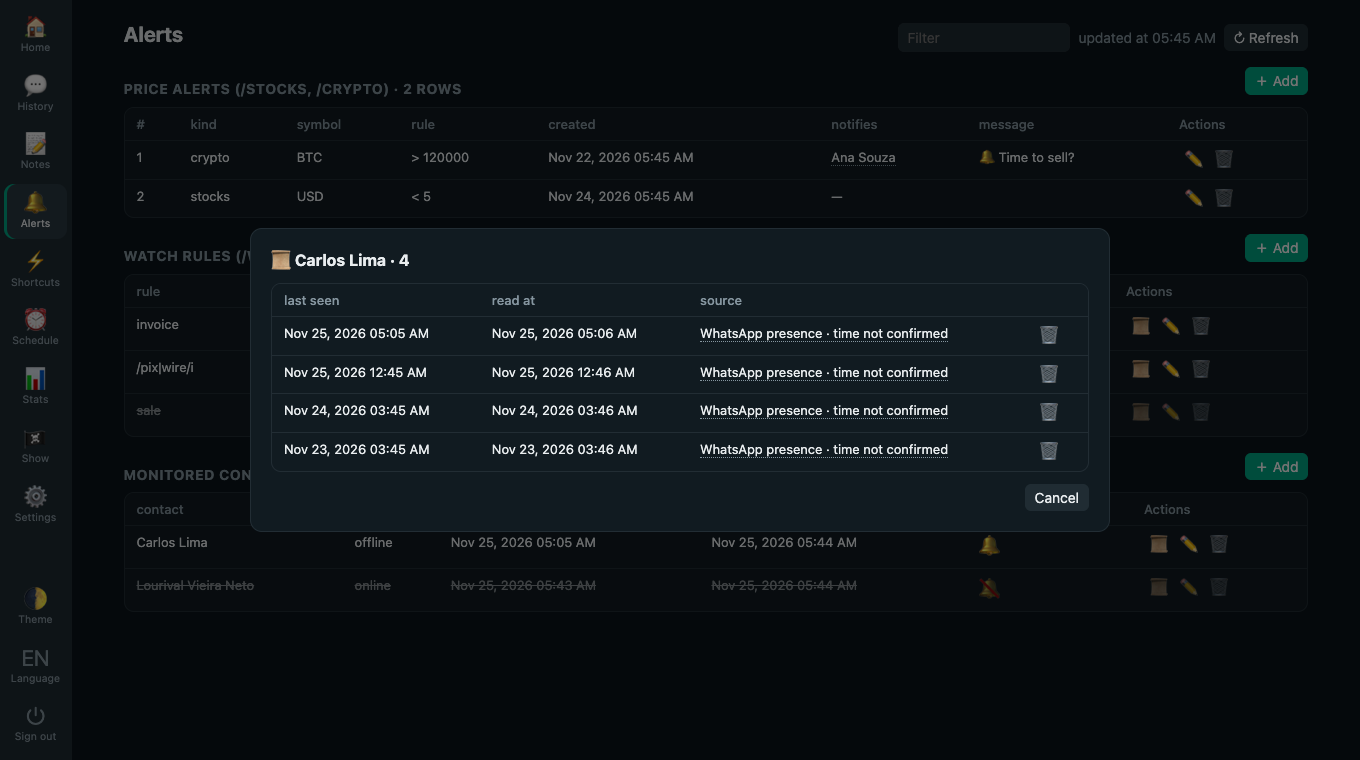 Home
History
Notes
Alerts
Shortcuts
Schedule
Stats
Show
Settings
Theme
EN
Language
Sign out
Alerts
Filter
updated at 05:45 AM
Refresh
PRICE ALERTS (/STOCKS, /CRYPTO) · 2 ROWS
+ Add
# kind symbol rule created notifies message Actions
1 crypto BTC > 120000 Nov 22, 2026 05:45 AM Ana Souza Time to sell?
2 stocks USD < 5 Nov 24, 2026 05:45 AM —
WATCH RULES (/
+ Add
rule Actions
invoice
/pix|wire/i
sale
Carlos Lima · 4
last seen read at source
Nov 25, 2026 05:05 AM Nov 25, 2026 05:06 AM WhatsApp presence · time not confirmed
Nov 25, 2026 12:45 AM Nov 25, 2026 12:46 AM WhatsApp presence · time not confirmed
Nov 24, 2026 03:45 AM Nov 24, 2026 03:46 AM WhatsApp presence · time not confirmed
Nov 23, 2026 03:45 AM Nov 23, 2026 03:46 AM WhatsApp presence · time not confirmed
Cancel
MONITORED CON
+ Add
contact Actions
Carlos Lima offline Nov 25, 2026 05:05 AM Nov 25, 2026 05:44 AM
Lourival Vieira Neto online Nov 25, 2026 05:43 AM Nov 25, 2026 05:44 AM